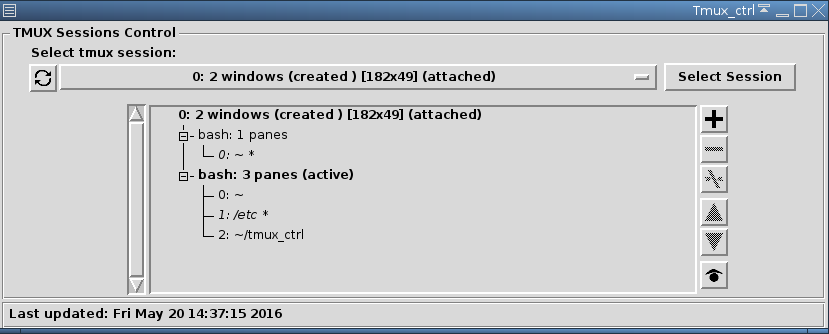 Tmux_ctrl
TMUX Sessions Control
Select tmux session:
0: 2 windows (created ) [182x49] (attached)
Select Session
0: 2 windows (created ) [182x49] (attached)
bash: 1 panes
0: ~ *
bash: 3 panes (active)
0: ~
1: /etc *
2: ~/tmux_ctrl
Last updated: Fri May 20 14:37:15 2016